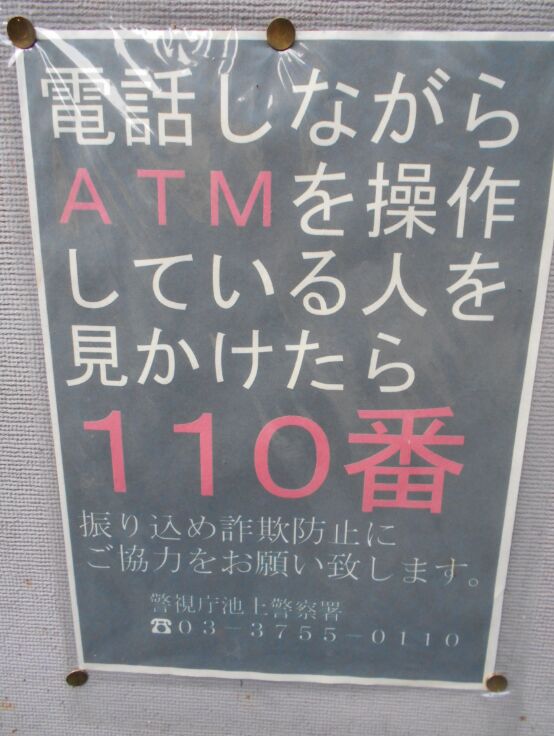 電話しながら
ATMを操作
している人を
見かけたら
110番
振り込め詐欺防止に
ご協力をお願い致します。
警視庁池上警察署
☎03-3755-0110